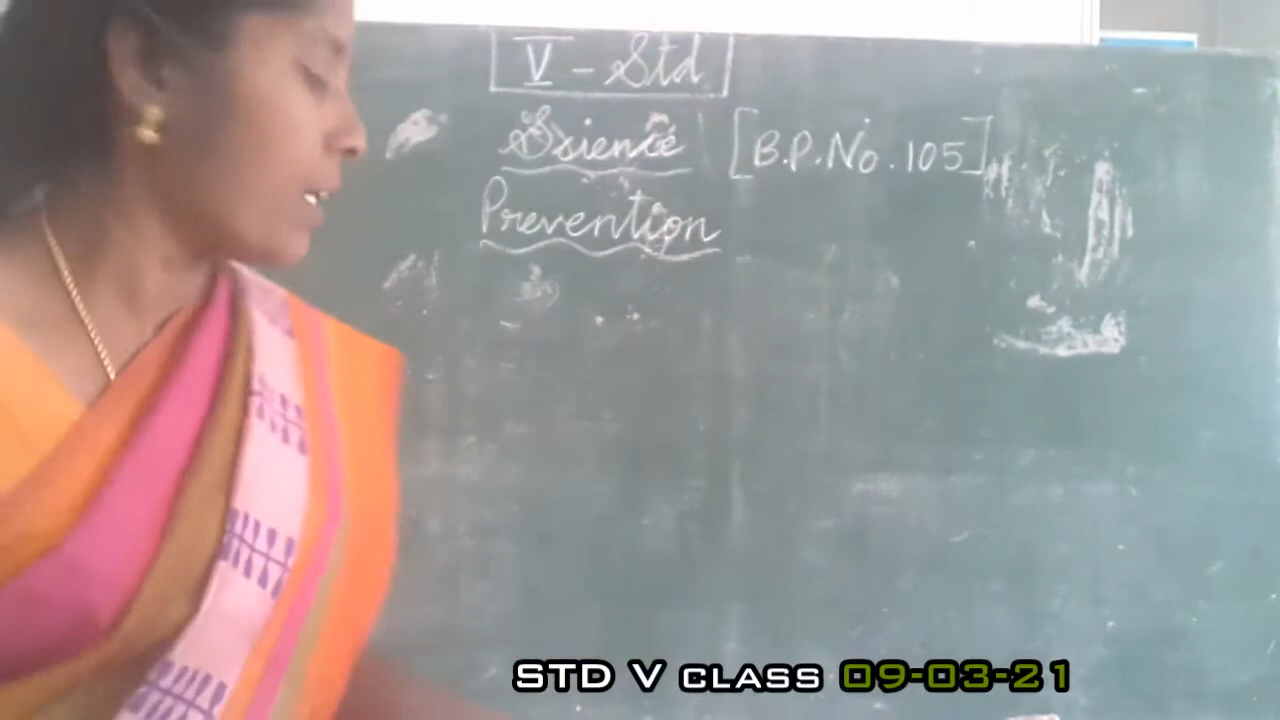 V - Std
Science [B.P.No. 105]
Prevention
STD V CLASS 09-03-21